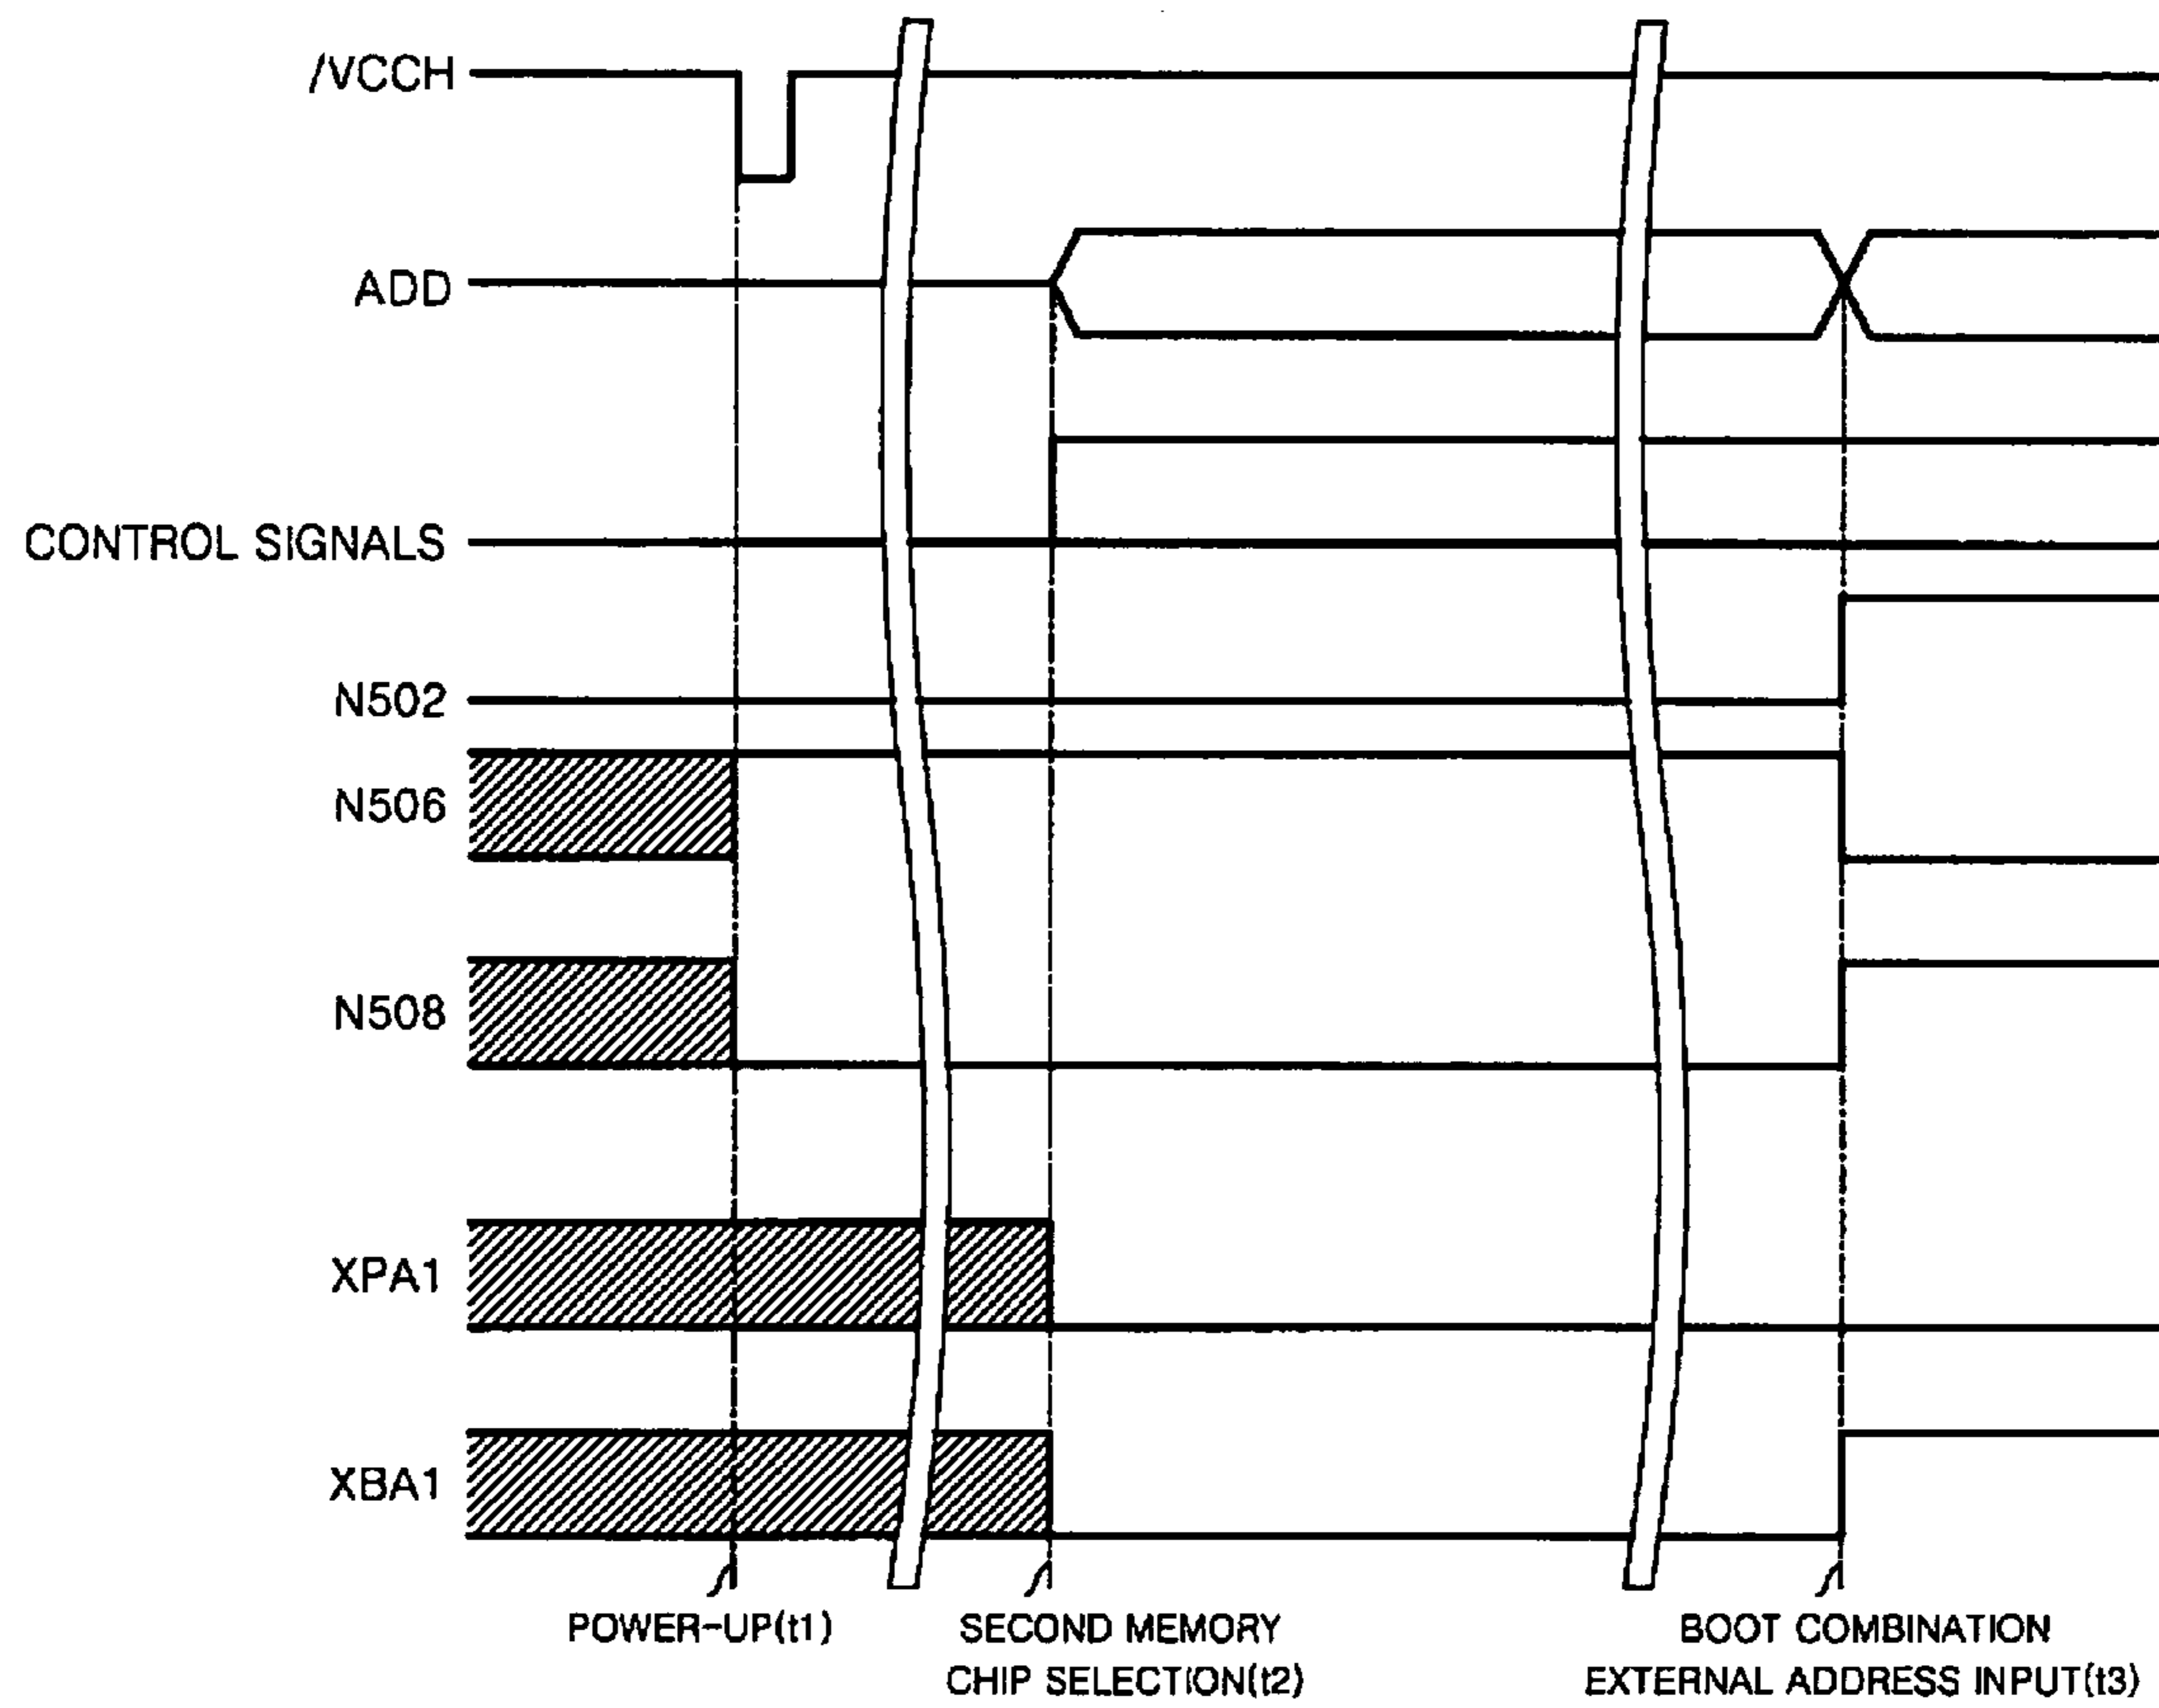 /VCCH
ADD
CONTROL SIGNALS
N502
N506
N508
XPA1
XBA1
POWER-UP(t1)
SECOND MEMORY
CHIP SELECTION(t2)
BOOT COMBINATION
EXTERNAL ADDRESS INPUT(t3)